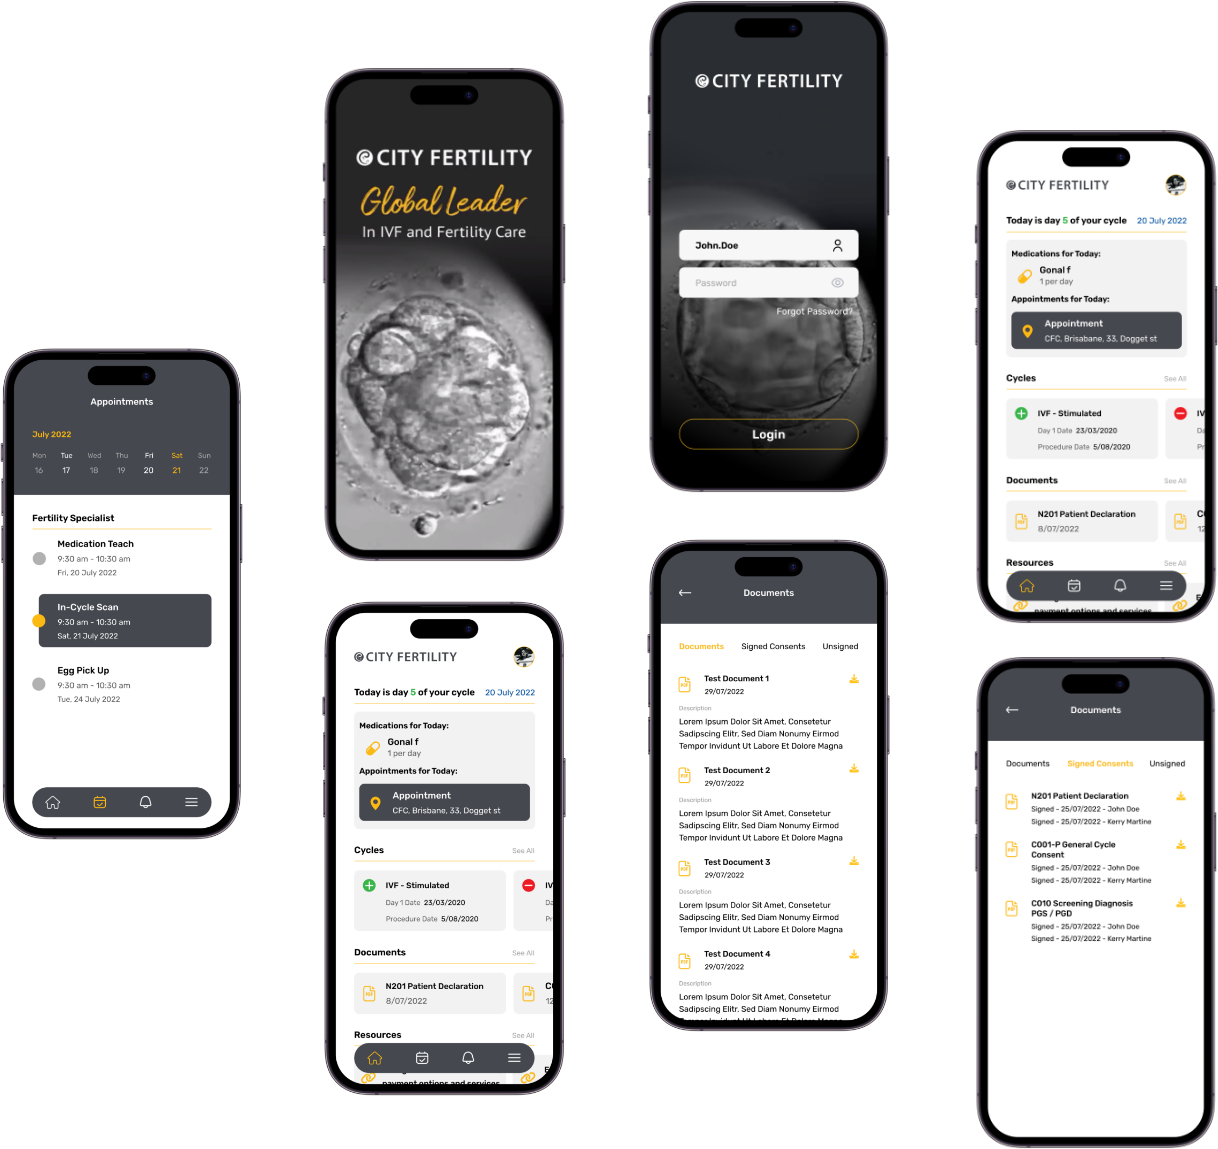 Appointments
July 2022
Mon Tue Wed Thu Fri Sat Sun
16 17 18 19 20 21 22
Fertility Specialist
Medication Teach
9:30 am - 10:30 am
Fri, 20 July 2022
In-Cycle Scan
9:30 am - 10:30 am
Sat, 21 July 2022
Egg Pick Up
9:30 am - 10:30 am
Tue, 24 July 2022
CITY FERTILITY
Global Leader
In IVF and Fertility Care
CITY FERTILITY
Today is day 5 of your cycle 20 July 2022
Medications for Today:
Gonal f
1 per day
Appointments for Today:
Appointment
CFC, Brisbane, 33, Dogget st
Cycles See All
IVF - Stimulated
Day 1 Date 23/03/2020
Procedure Date 5/08/2020
IV
Da
Pr
Documents See All
N201 Patient Declaration
8/07/2022
C
12
Resources See All
payment options and services
CITY FERTILITY
John.Doe
Password
Forgot Password?
Login
Documents
Documents Signed Consents Unsigned
Test Document 1
29/07/2022
Description
Lorem Ipsum Dolor Sit Amet, Consetetur
Sadipscing Elitr, Sed Diam Nonumy Eirmod
Tempor Invidunt Ut Labore Et Dolore Magna
Test Document 2
29/07/2022
Description
Lorem Ipsum Dolor Sit Amet, Consetetur
Sadipscing Elitr, Sed Diam Nonumy Eirmod
Tempor Invidunt Ut Labore Et Dolore Magna
Test Document 3
29/07/2022
Description
Lorem Ipsum Dolor Sit Amet, Consetetur
Sadipscing Elitr, Sed Diam Nonumy Eirmod
Tempor Invidunt Ut Labore Et Dolore Magna
Test Document 4
29/07/2022
Description
Lorem Ipsum Dolor Sit Amet, Consetetur
Sadipscing Elitr, Sed Diam Nonumy Eirmod
Tempor Invidunt Ut Labore Et Dolore Magna
CITY FERTILITY
Today is day 5 of your cycle 20 July 2022
Medications for Today:
Gonal f
1 per day
Appointments for Today:
Appointment
CFC, Brisbane, 33, Dogget st
Cycles See All
IVF - Stimulated
Day 1 Date 23/03/2020
Procedure Date 5/08/2020
IV
Da
Pr
Documents See All
N201 Patient Declaration
8/07/2022
C
12
Resources See All
payment options and services
Documents
Documents Signed Consents Unsigned
N201 Patient Declaration
Signed - 25/07/2022 - John Doe
Signed - 25/07/2022 - Kerry Martine
C001-P General Cycle
Consent
Signed - 25/07/2022 - John Doe
Signed - 25/07/2022 - Kerry Martine
C010 Screening Diagnosis
PGS / PGD
Signed - 25/07/2022 - John Doe
Signed - 25/07/2022 - Kerry Martine